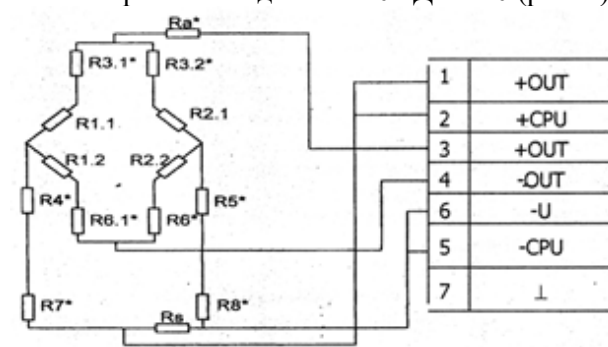 Ra*
R3.1*
R3.2*
R1.1
R2.1
R1.2
R2.2
R4*
R5*
R6.1*
R6*
R7*
R8*
Rs
1 +OUT
2 +CPU
3 +OUT
4 -OUT
6 -U
5 -CPU
7 ⊥